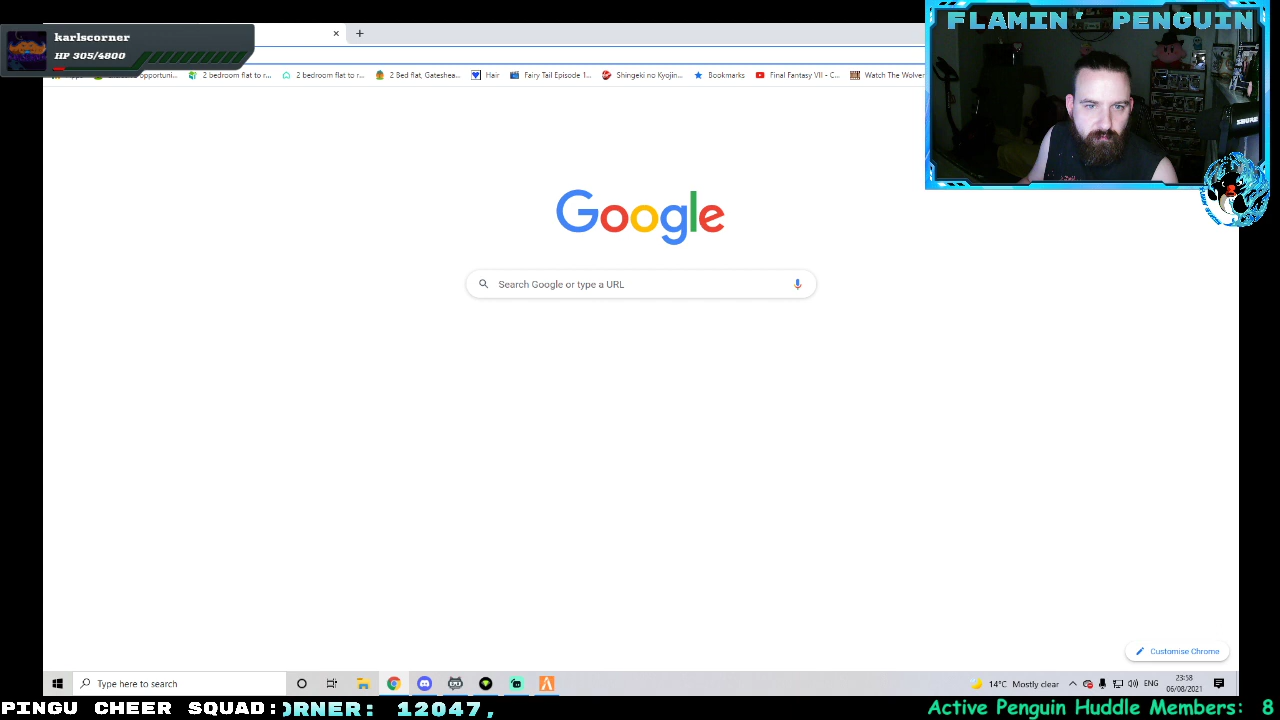 FLAMIN' PENGUIN
karlscorner
HP 305/4800
opportuni...
2 bedroom flat to r...
2 bedroom flat to r...
2 Bed flat, Gateshea...
Hair
Fairy Tail Episode 1...
Shingeki no Kyojin...
Bookmarks
Final Fantasy VII - C...
Watch The Wolver
SHURE
Google
Search Google or type a URL
Customise Chrome
Type here to search
14°C Mostly clear
ENG
23:58
06/08/2021
PINGU CHEER SQUAD:
ORNER: 12047,
Active Penguin Huddle Members: 8